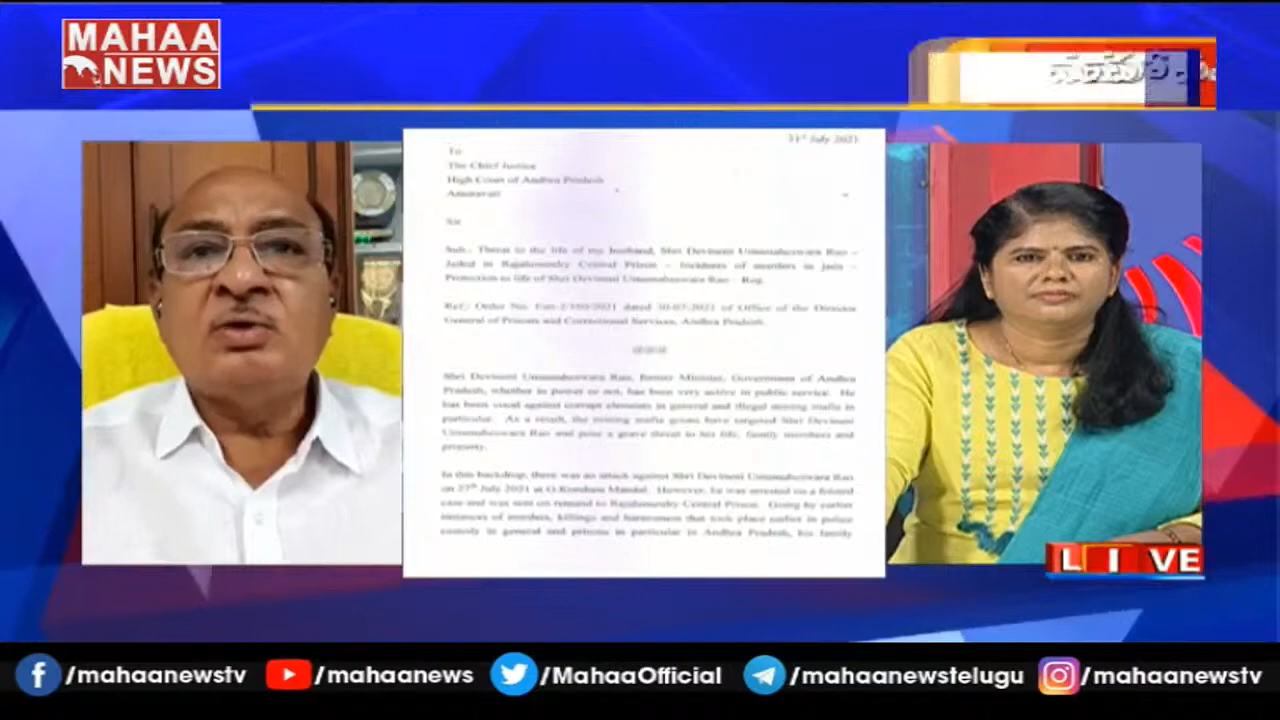 MAHAA
NEWS
31st July 2021
To
The Chief Justice
High Court of Andhra Pradesh
Amaravati
Sir
Sub:- Threat to the life of my husband, Shri Devineni Umamaheswara Rao –
Jailed in Rajahmundry Central Prison – Incidents of murders in jails –
Protection to life of Shri Devineni Umamaheswara Rao – Reg.
Ref.: Order No. dated 30-07-2021 of Office of the Director
General of Prisons and Correctional Services, Andhra Pradesh.
@@@
Shri Devineni Umamaheswara Rao, former Minister, Government of Andhra
Pradesh, whether in power or not, has been very active in public service. He
has been vocal against corrupt elements in general and illegal mining mafia in
particular. As a result, the mining mafia goons have targeted Shri Devineni
Umamaheswara Rao and pose a grave threat to his life, family members and
property.
In this backdrop, there was an attack against Shri Devineni Umamaheswara Rao
on 27th July 2021 at G.Konduru Mandal. However, he was arrested on a foisted
case and was sent on remand to Rajahmundry Central Prison. Going by earlier
instances of murders, killings and harassment that took place earlier in police
custody in general and prisons in particular in Andhra Pradesh, his family
LIVE
/mahaanewstv /mahaanews /MahaaOfficial /mahaanewstelugu /mahaanewstv